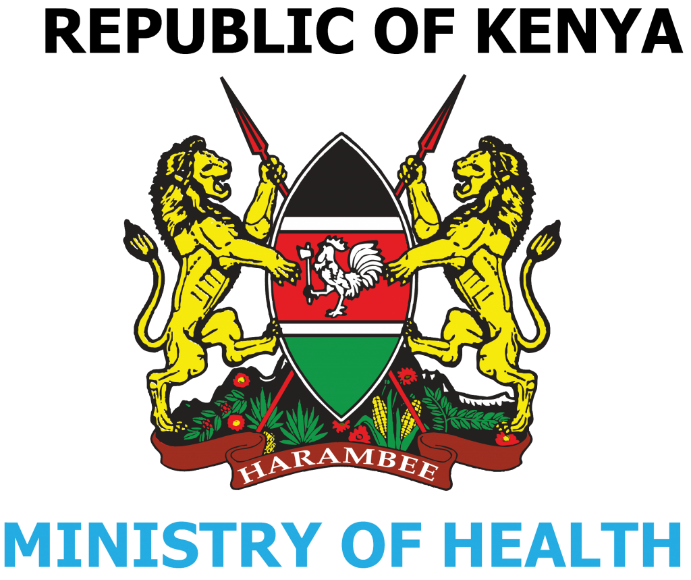 REPUBLIC OF KENYA
HARAMBEE
MINISTRY OF HEALTH